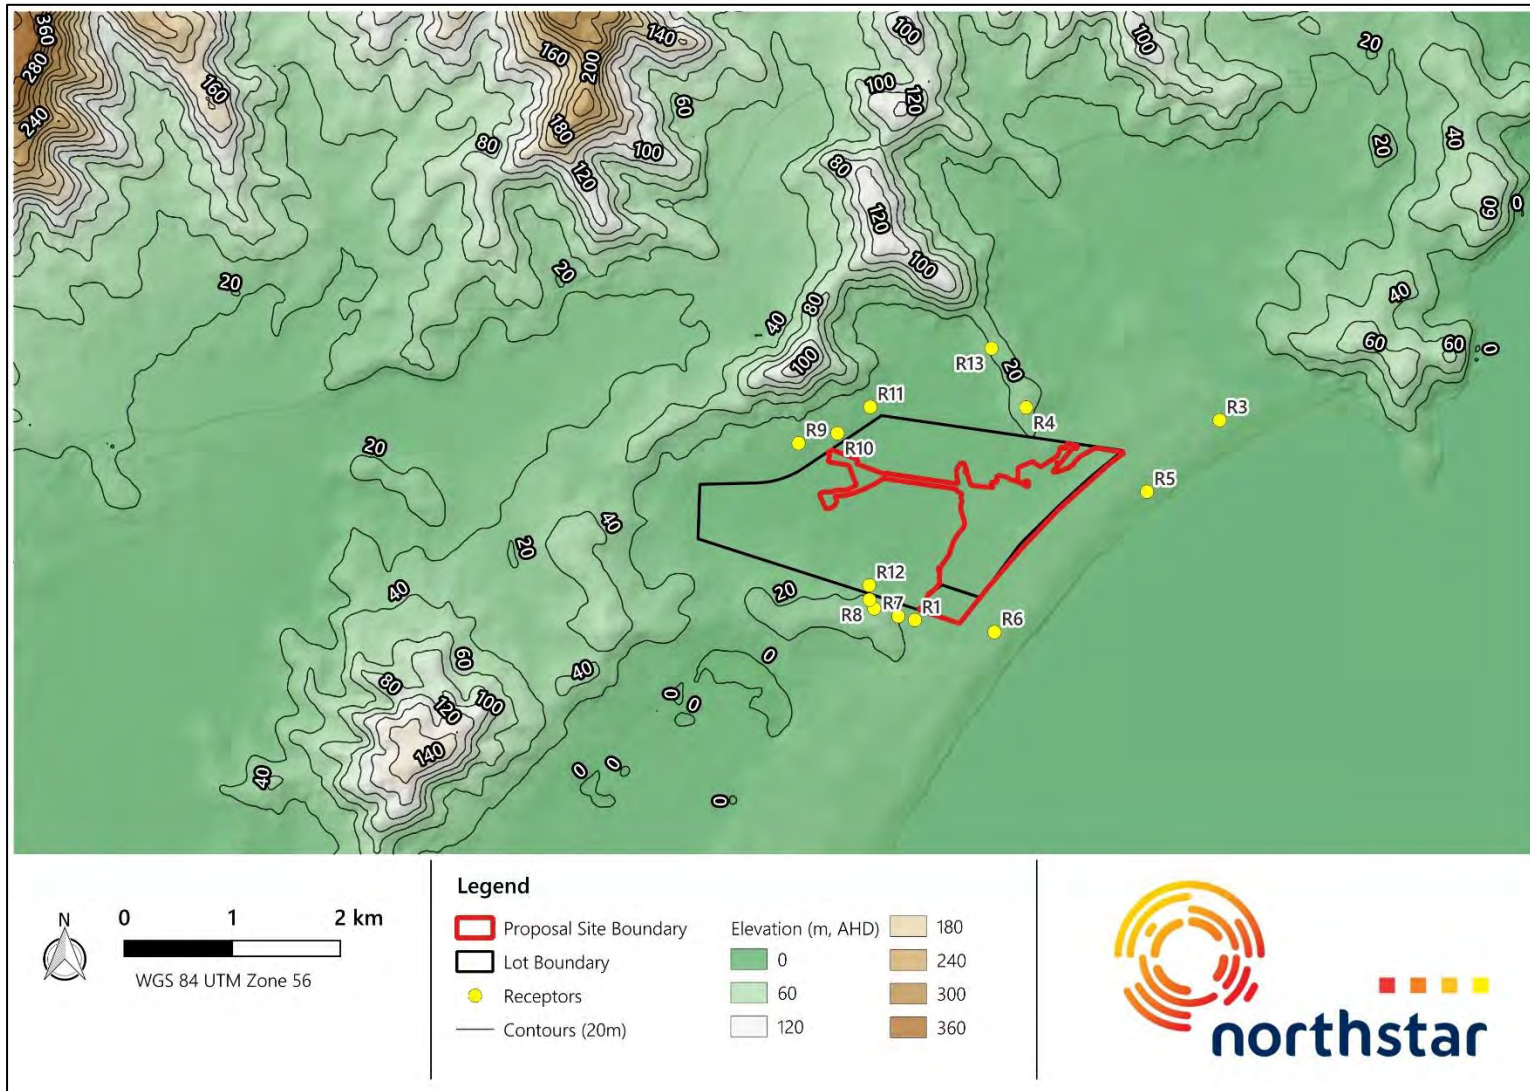 360
280
240
160
140
160
200
180
60
80
100
120
100
100
120
100
20
20
40
60
0
80
120
100
20
20
80
40
100
40
60
60
0
R13
20
R11
R4
R3
R9
R10
R5
20
40
20
40
20
R12
R7
R8
R1
R6
60
80
100
120
140
40
0
0
0
0
0
0
40
N
0 1 2 km
WGS 84 UTM Zone 56
Legend
Proposal Site Boundary
Lot Boundary
Receptors
Contours (20m)
Elevation (m, AHD)
0
60
120
180
240
300
360
northstar